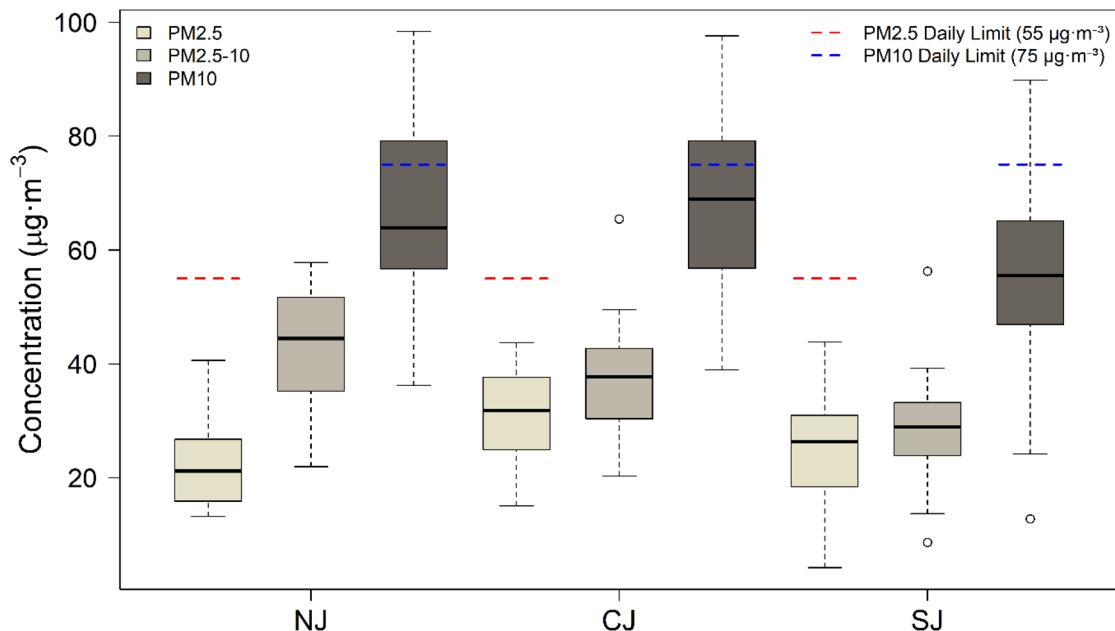 PM2.5
PM2.5-10
PM10
PM2.5 Daily Limit (55 µg·m⁻³)
PM10 Daily Limit (75 µg·m⁻³)
Concentration (μg·m⁻³)
100
80
60
40
20
NJ CJ SJ